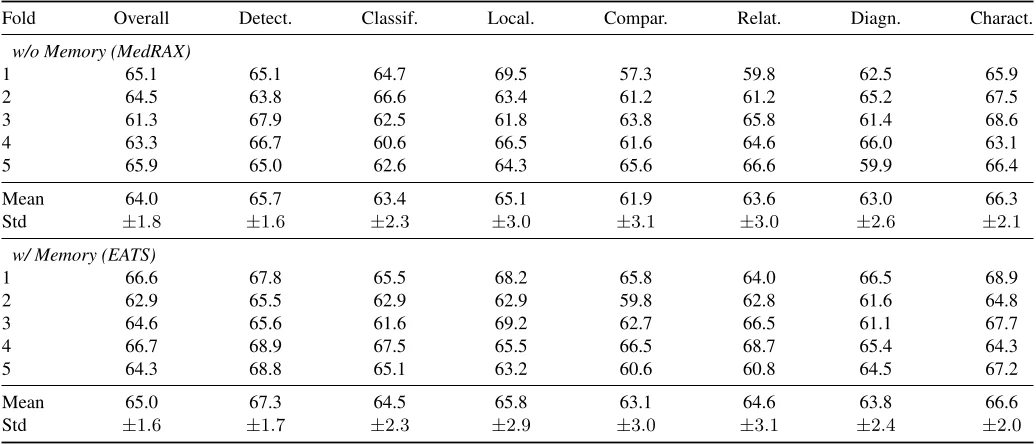 Fold Overall Detect. Classif. Local. Compar. Relat. Diagn. Charact.
w/o Memory (MedRAX)
1 65.1 65.1 64.7 69.5 57.3 59.8 62.5 65.9
2 64.5 63.8 66.6 63.4 61.2 61.2 65.2 67.5
3 61.3 67.9 62.5 61.8 63.8 65.8 61.4 68.6
4 63.3 66.7 60.6 66.5 61.6 64.6 66.0 63.1
5 65.9 65.0 62.6 64.3 65.6 66.6 59.9 66.4
Mean 64.0 65.7 63.4 65.1 61.9 63.6 63.0 66.3
Std ±1.8 ±1.6 ±2.3 ±3.0 ±3.1 ±3.0 ±2.6 ±2.1
w/ Memory (EATS)
1 66.6 67.8 65.5 68.2 65.8 64.0 66.5 68.9
2 62.9 65.5 62.9 62.9 59.8 62.8 61.6 64.8
3 64.6 65.6 61.6 69.2 62.7 66.5 61.1 67.7
4 66.7 68.9 67.5 65.5 66.5 68.7 65.4 64.3
5 64.3 68.8 65.1 63.2 60.6 60.8 64.5 67.2
Mean 65.0 67.3 64.5 65.8 63.1 64.6 63.8 66.6
Std ±1.6 ±1.7 ±2.3 ±2.9 ±3.0 ±3.1 ±2.4 ±2.0